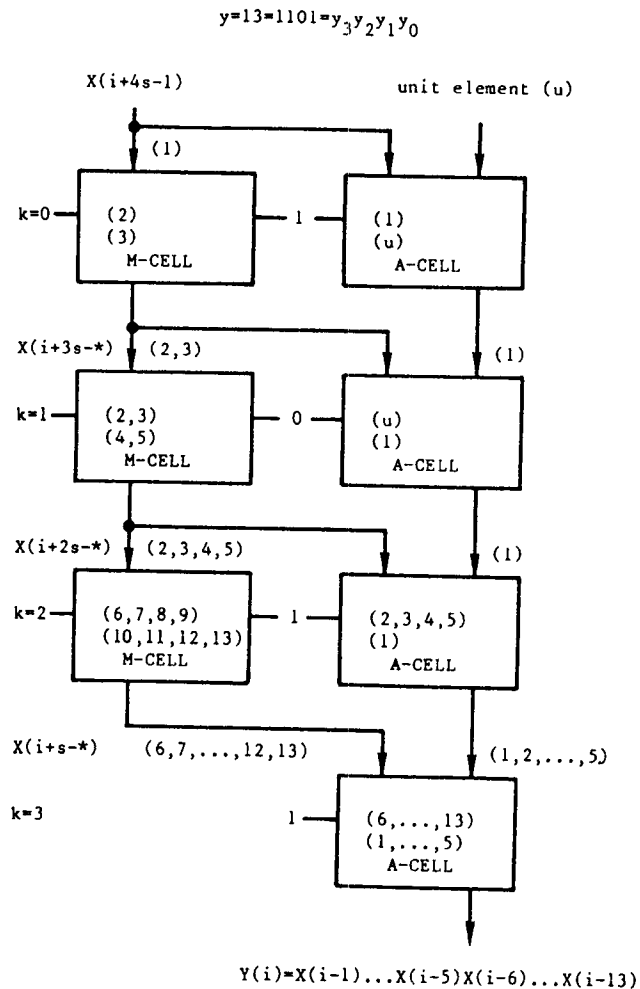 y=13=1101=y3y2y1y0
X(i+4s-1)
unit element (u)
(1)
k=0
(2)
(3)
M-CELL
1
(1)
(u)
A-CELL
X(i+3s-*)
(2,3)
(1)
k=1
(2,3)
(4,5)
M-CELL
0
(u)
(1)
A-CELL
X(i+2s-*)
(2,3,4,5)
(1)
k=2
(6,7,8,9)
(10,11,12,13)
M-CELL
1
(2,3,4,5)
(1)
A-CELL
X(i+s-*)
(6,7,...,12,13)
(1,2,...,5)
k=3
1
(6,...,13)
(1,...,5)
A-CELL
Y(i)=X(i-1)...X(i-5)X(i-6)...X(i-13)